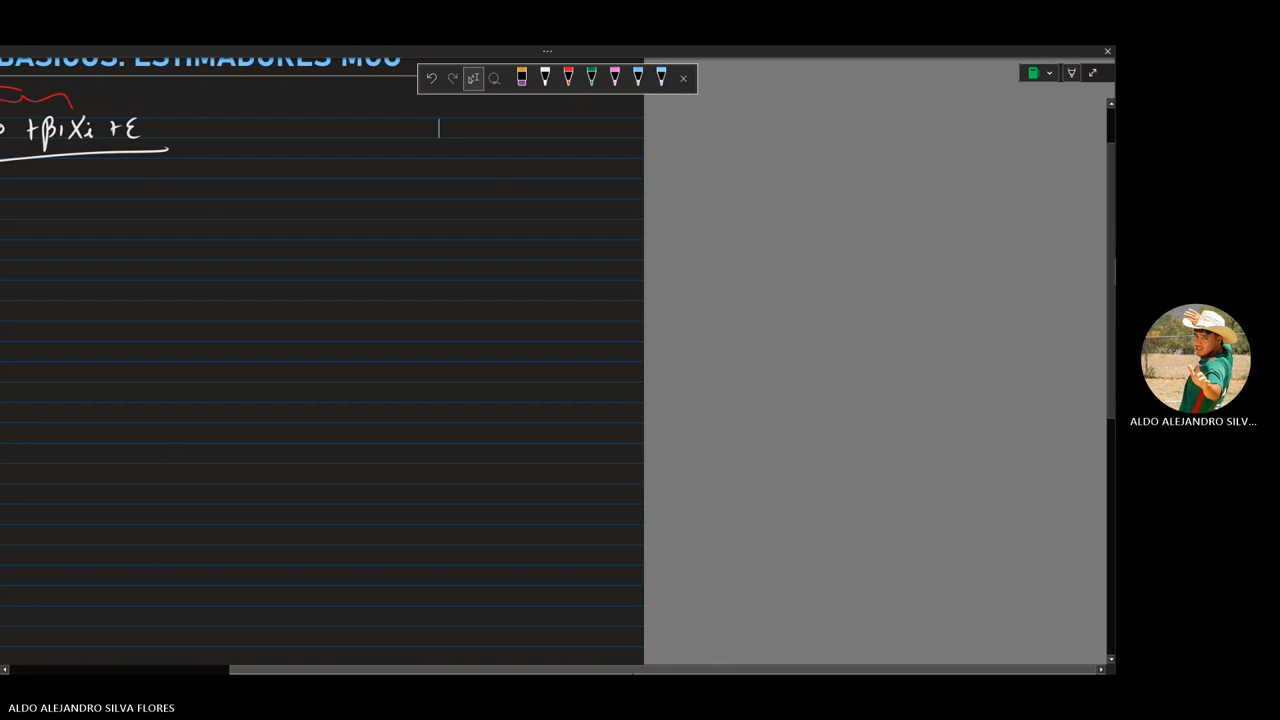 BÁSICOS: ESTIMADORES MCO
+β1Xi +ε
ALDO ALEJANDRO SILV...
ALDO ALEJANDRO SILVA FLORES